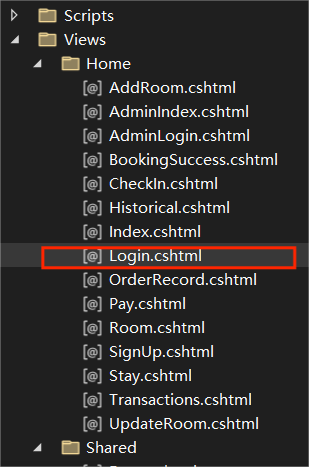 Scripts
Views
Home
[@] AddRoom.cshtml
[@] AdminIndex.cshtml
[@] AdminLogin.cshtml
[@] BookingSuccess.cshtml
[@] CheckIn.cshtml
[@] Historical.cshtml
[@] Index.cshtml
[@] Login.cshtml
[@] OrderRecord.cshtml
[@] Pay.cshtml
[@] Room.cshtml
[@] SignUp.cshtml
[@] Stay.cshtml
[@] Transactions.cshtml
[@] UpdateRoom.cshtml
Shared